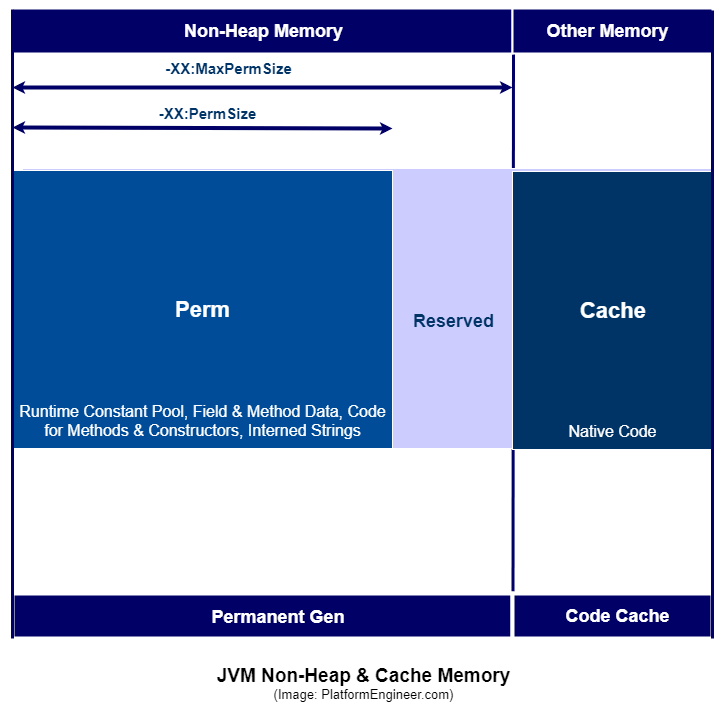 Non-Heap Memory
Other Memory
-XX:MaxPermSize
-XX:PermSize
Perm
Reserved
Cache
Runtime Constant Pool, Field & Method Data, Code
for Methods & Constructors, Interned Strings
Native Code
Permanent Gen
Code Cache
JVM Non-Heap & Cache Memory
(Image: PlatformEngineer.com)